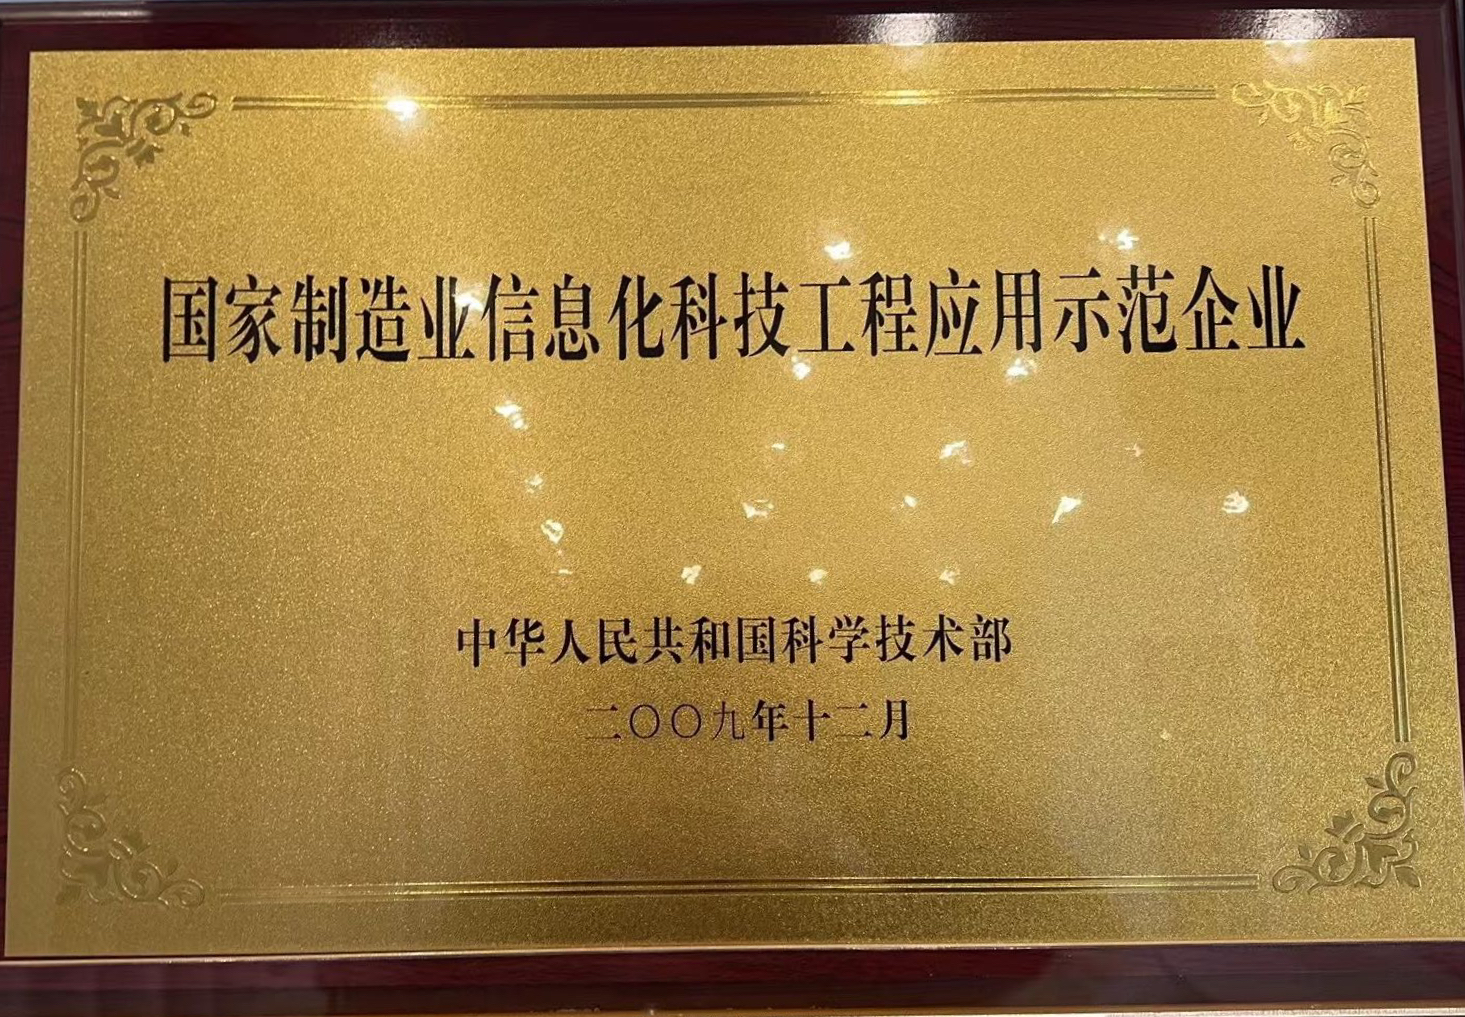 国家制造业信息化科技工程应用示范企业
中华人民共和国科学技术部
二〇〇九年十二月